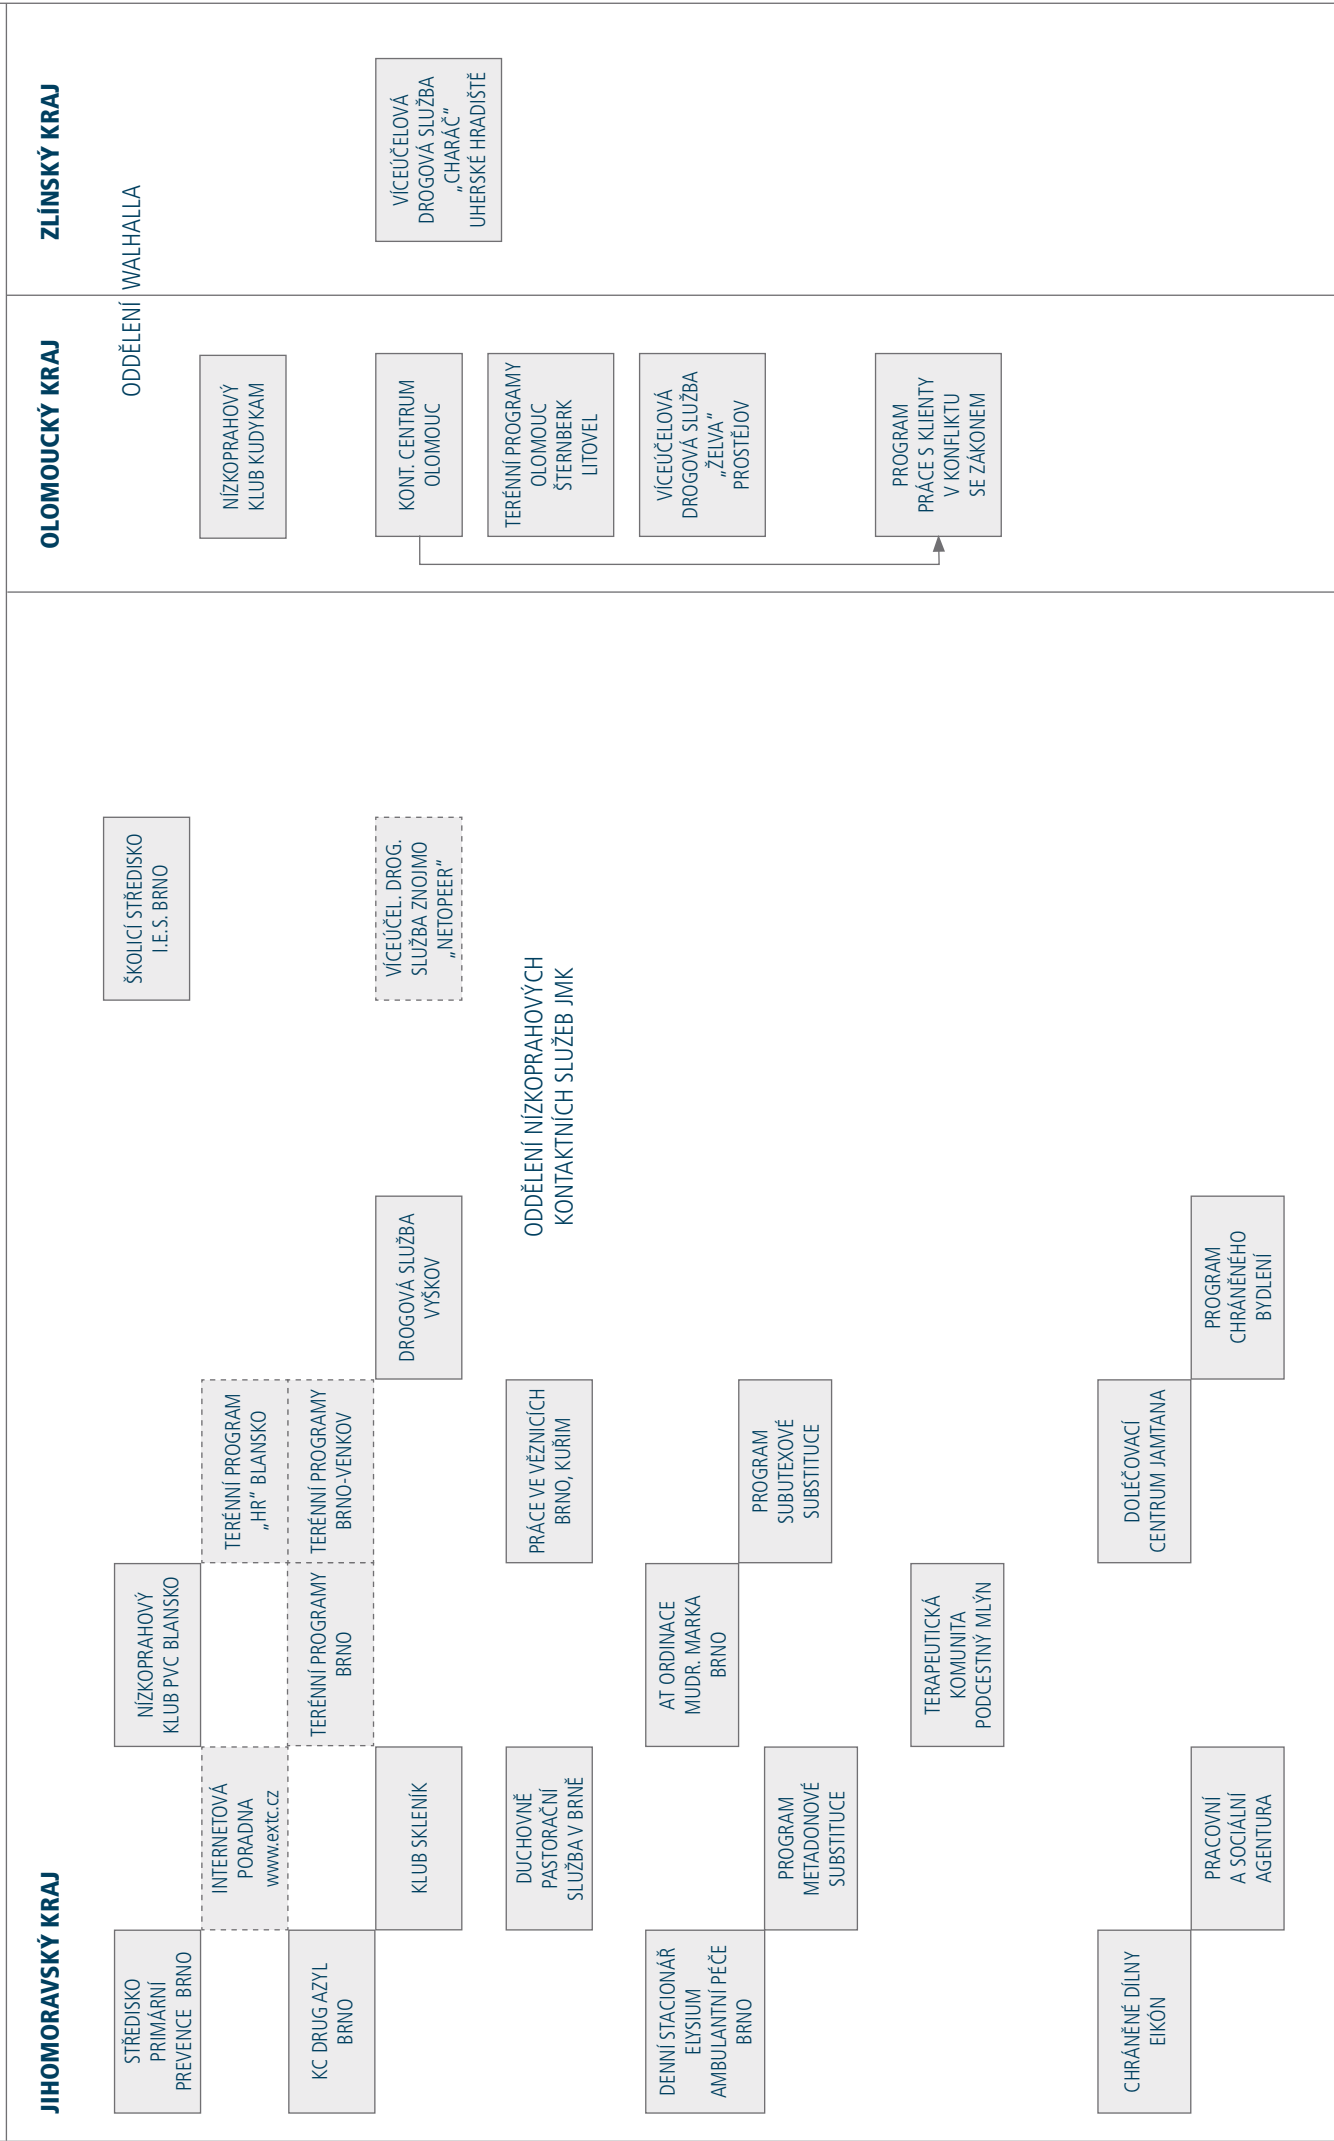 JIHOMORAVSKÝ KRAJ
OLOMOUCKÝ KRAJ
ZLÍNSKÝ KRAJ
STŘEDISKO
PRIMÁRNÍ
PREVENCE BRNO
NÍZKOPRAHOVÝ
KLUB PVC BLANSKO
ŠKOLICÍ STŘEDISKO
I.E.S. BRNO
ODDĚLENÍ WALHALLA
INTERNETOVÁ
PORADNA
www.extc.cz
TERÉNNÍ PROGRAM
„HR“ BLANSKO
NÍZKOPRAHOVÝ
KLUB KUDYKAM
KC DRUG AZYL
BRNO
TERÉNNÍ PROGRAMY
BRNO
TERÉNNÍ PROGRAMY
BRNO-VENKOV
KLUB SKLENÍK
DROGOVÁ SLUŽBA
VYŠKOV
VÍCEÚČEL. DROG.
SLUŽBA ZNOJMO
„NETOPEER“
KONT. CENTRUM
OLOMOUC
VÍCEÚČELOVÁ
DROGOVÁ SLUŽBA
„CHARÁČ“
UHERSKÉ HRADIŠTĚ
DUCHOVNĚ
PASTORAČNÍ
SLUŽBA V BRNĚ
PRÁCE VE VĚZNICÍCH
BRNO, KUŘIM
ODDĚLENÍ NÍZKOPRAHOVÝCH
KONTAKTNÍCH SLUŽEB JMK
TERÉNNÍ PROGRAMY
OLOMOUC
ŠTERNBERK
LITOVEL
DENNÍ STACIONÁŘ
ELYSIUM
AMBULANTNÍ PÉČE
BRNO
AT ORDINACE
MUDR. MARKA
BRNO
VÍCEÚČELOVÁ
DROGOVÁ SLUŽBA
„ŽELVA“
PROSTĚJOV
PROGRAM
METADONOVÉ
SUBSTITUCE
PROGRAM
SUBUTEXOVÉ
SUBSTITUCE
TERAPEUTICKÁ
KOMUNITA
PODCESTNÝ MLÝN
PROGRAM
PRÁCE S KLIENTY
V KONFLIKTU
SE ZÁKONEM
CHRÁNĚNÉ DÍLNY
EIKÓN
DOLÉČOVACÍ
CENTRUM JAMTANA
PRACOVNÍ
A SOCIÁLNÍ
AGENTURA
PROGRAM
CHRÁNĚNÉHO
BYDLENÍ